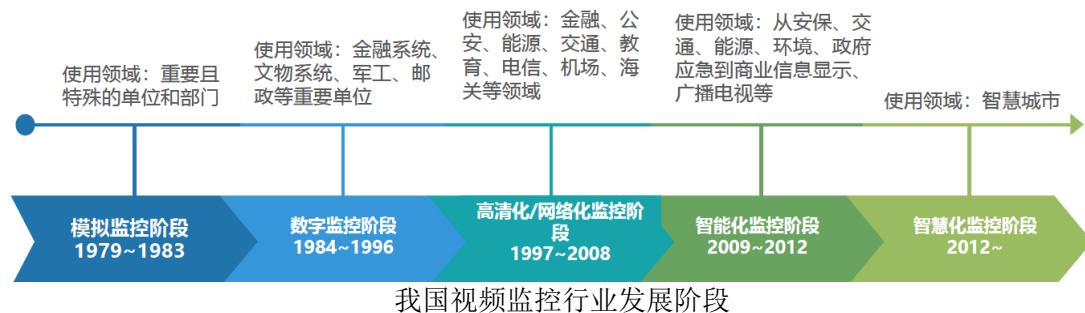 使用领域：重要且
特殊的单位和部门
使用领域：金融系统、
文物系统、军工、邮
政等重要单位
使用领域：金融、公
安、能源、交通、教
育、电信、机场、海
关等领域
使用领域：从安保、交
通、能源、环境、政府
应急到商业信息显示、
广播电视等
使用领域：智慧城市
模拟监控阶段
1979~1983
数字监控阶段
1984~1996
高清化/网络化监控阶
段
1997~2008
智能化监控阶段
2009~2012
智慧化监控阶段
2012~
我国视频监控行业发展阶段